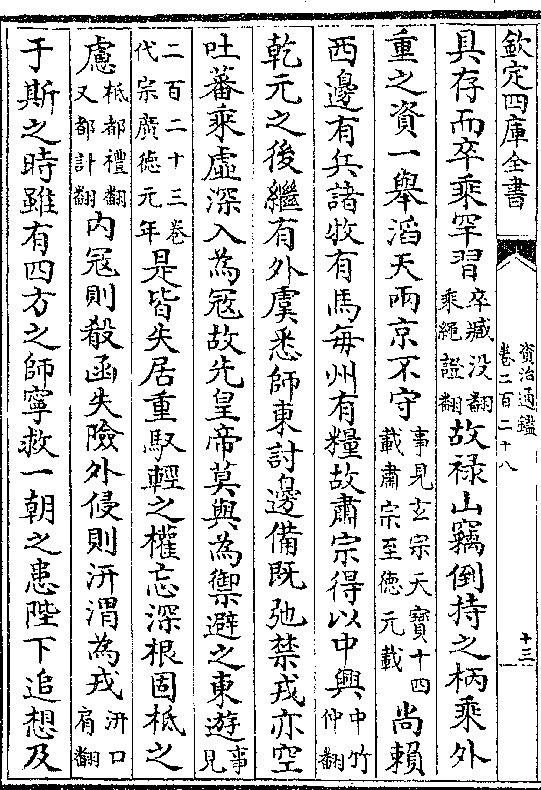 欽定四庫全書
資治通鑑
卷二百二十八
十三
具存而卒乘罕習卒臧没翻乘䋲證翻故祿山竊倒持之柄乘外
重之資一舉滔天兩京不守事見玄宗天寶十四載肅宗至德元載尚賴
西邊有兵諸牧有馬每州有糧故肅宗得以中興中竹仲翻
乾元之後繼有外虞悉師東討邊備既弛禁戎亦空
吐蕃乘虛深入為冦故先皇帝莫與為禦避之東遊事見
二百二十三卷代宗廣德元年是皆失居重馭輕之權忘深根固柢之
慮柢都禮翻又都計翻内冦則殽函失險外侵則汧渭為戎汧口肩翻
于斯之時雖有四方之師寧救一朝之患陛下追想及